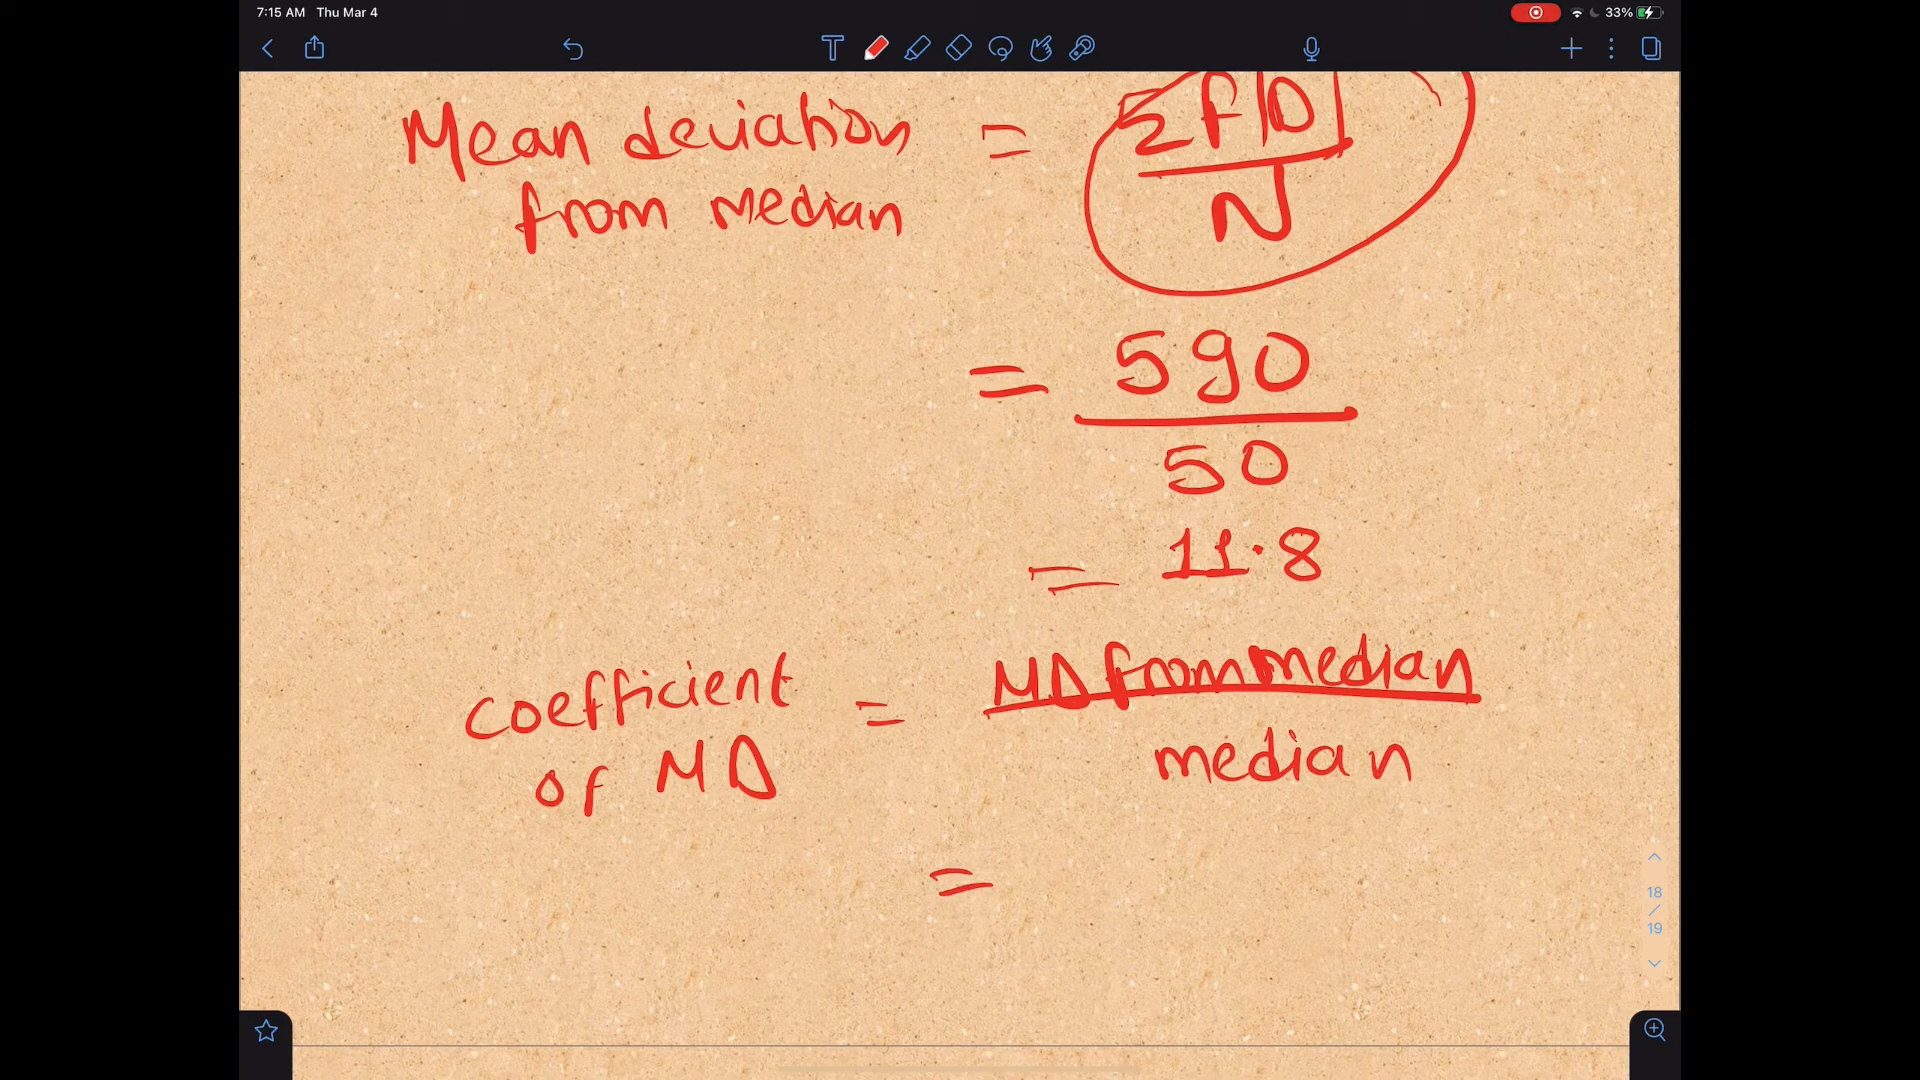 7:15 AM Thu Mar 4
33%
Mean deviation = Σf|D|
from median N
= 590
50
= 11.8
coefficient = MD from median
of MD median
=
18
/
19